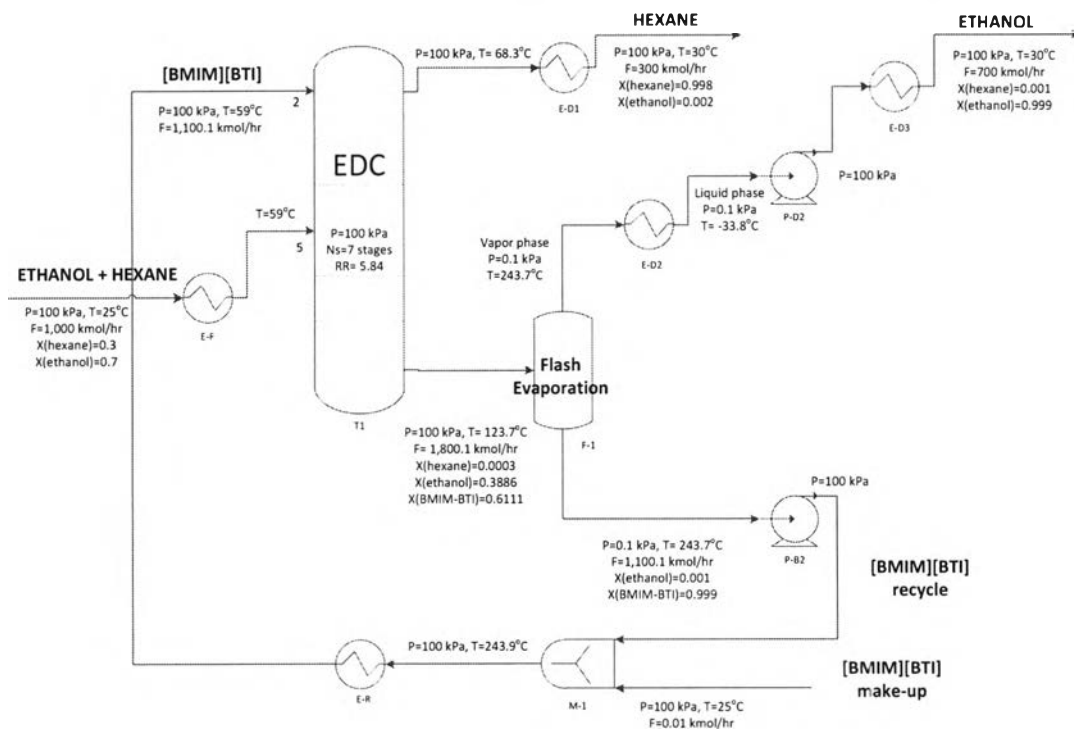 HEXANE
P=100 kPa, T=30°C
F=300 kmol/hr
X(hexane)=0.998
X(ethanol)=0.002
ETHANOL
P=100 kPa, T=30°C
F=700 kmol/hr
X(hexane)=0.001
X(ethanol)=0.999
P=100 kPa, T= 68.3°C
E-D1
E-D3
[BMIM][BTI]
P=100 kPa, T=59°C
F=1,100.1 kmol/hr
2
EDC
P=100 kPa
Ns=7 stages
RR= 5.84
T1
T=59°C
5
ETHANOL + HEXANE
P=100 kPa, T=25°C
F=1,000 kmol/hr
X(hexane)=0.3
X(ethanol)=0.7
E-F
P=100 kPa
P-D2
Liquid phase
P=0.1 kPa
T= -33.8°C
E-D2
Vapor phase
P=0.1 kPa
T=243.7°C
Flash
Evaporation
F-1
P=100 kPa, T= 123.7°C
F= 1,800.1 kmol/hr
X(hexane)=0.0003
X(ethanol)=0.3886
X(BMIM-BTI)=0.6111
P=100 kPa
P-B2
P=0.1 kPa, T= 243.7°C
F=1,100.1 kmol/hr
X(ethanol)=0.001
X(BMIM-BTI)=0.999
[BMIM][BTI]
recycle
P=100 kPa, T=243.9°C
E-R
M-1
[BMIM][BTI]
make-up
P=100 kPa, T=25°C
F=0.01 kmol/hr